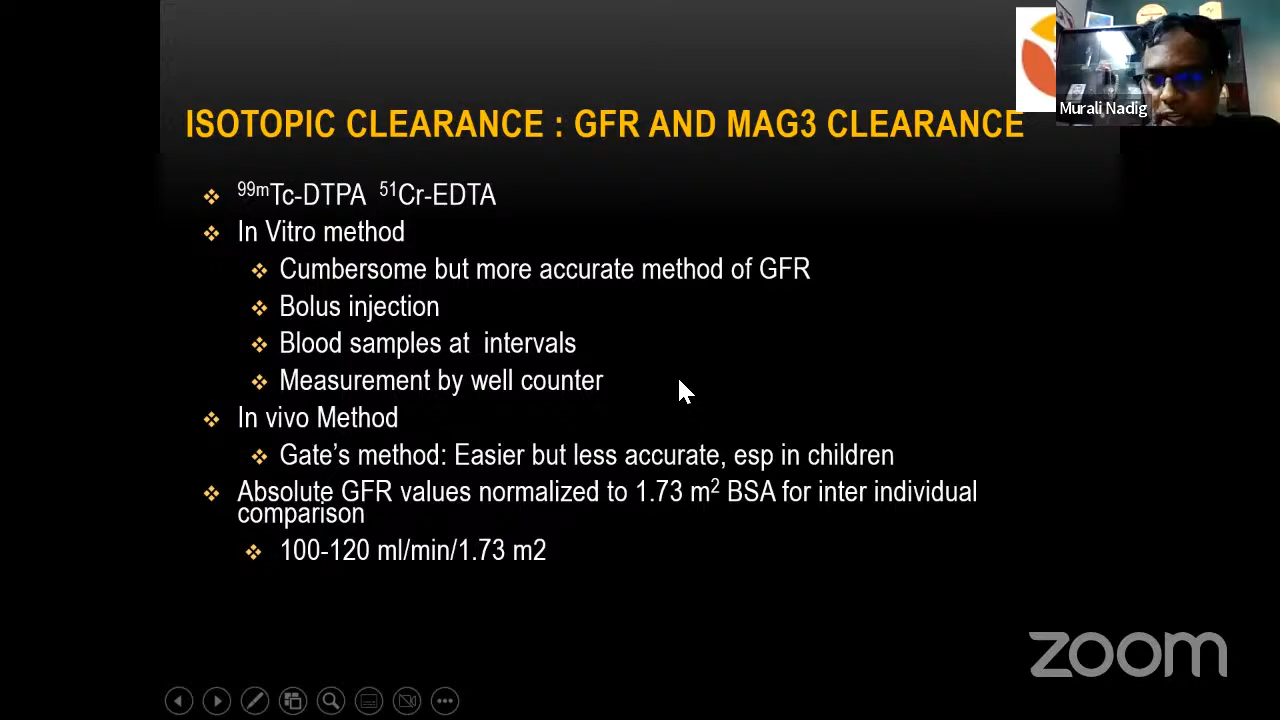 Murali Nadig
ISOTOPIC CLEARANCE : GFR AND MAG3 CLEARANCE
99mTc-DTPA 51Cr-EDTA
In Vitro method
Cumbersome but more accurate method of GFR
Bolus injection
Blood samples at intervals
Measurement by well counter
In vivo Method
Gate's method: Easier but less accurate, esp in children
Absolute GFR values normalized to 1.73 m² BSA for inter individual
comparison
100-120 ml/min/1.73 m2
zoom